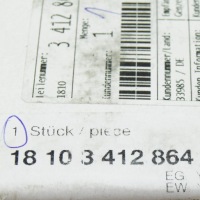 Teilenummer:
3 412 8
1810
Menge:
1
Kundennummer/Land:
33985 / DE
1 Stück / piece
18 10 3 412 864
EG
EW